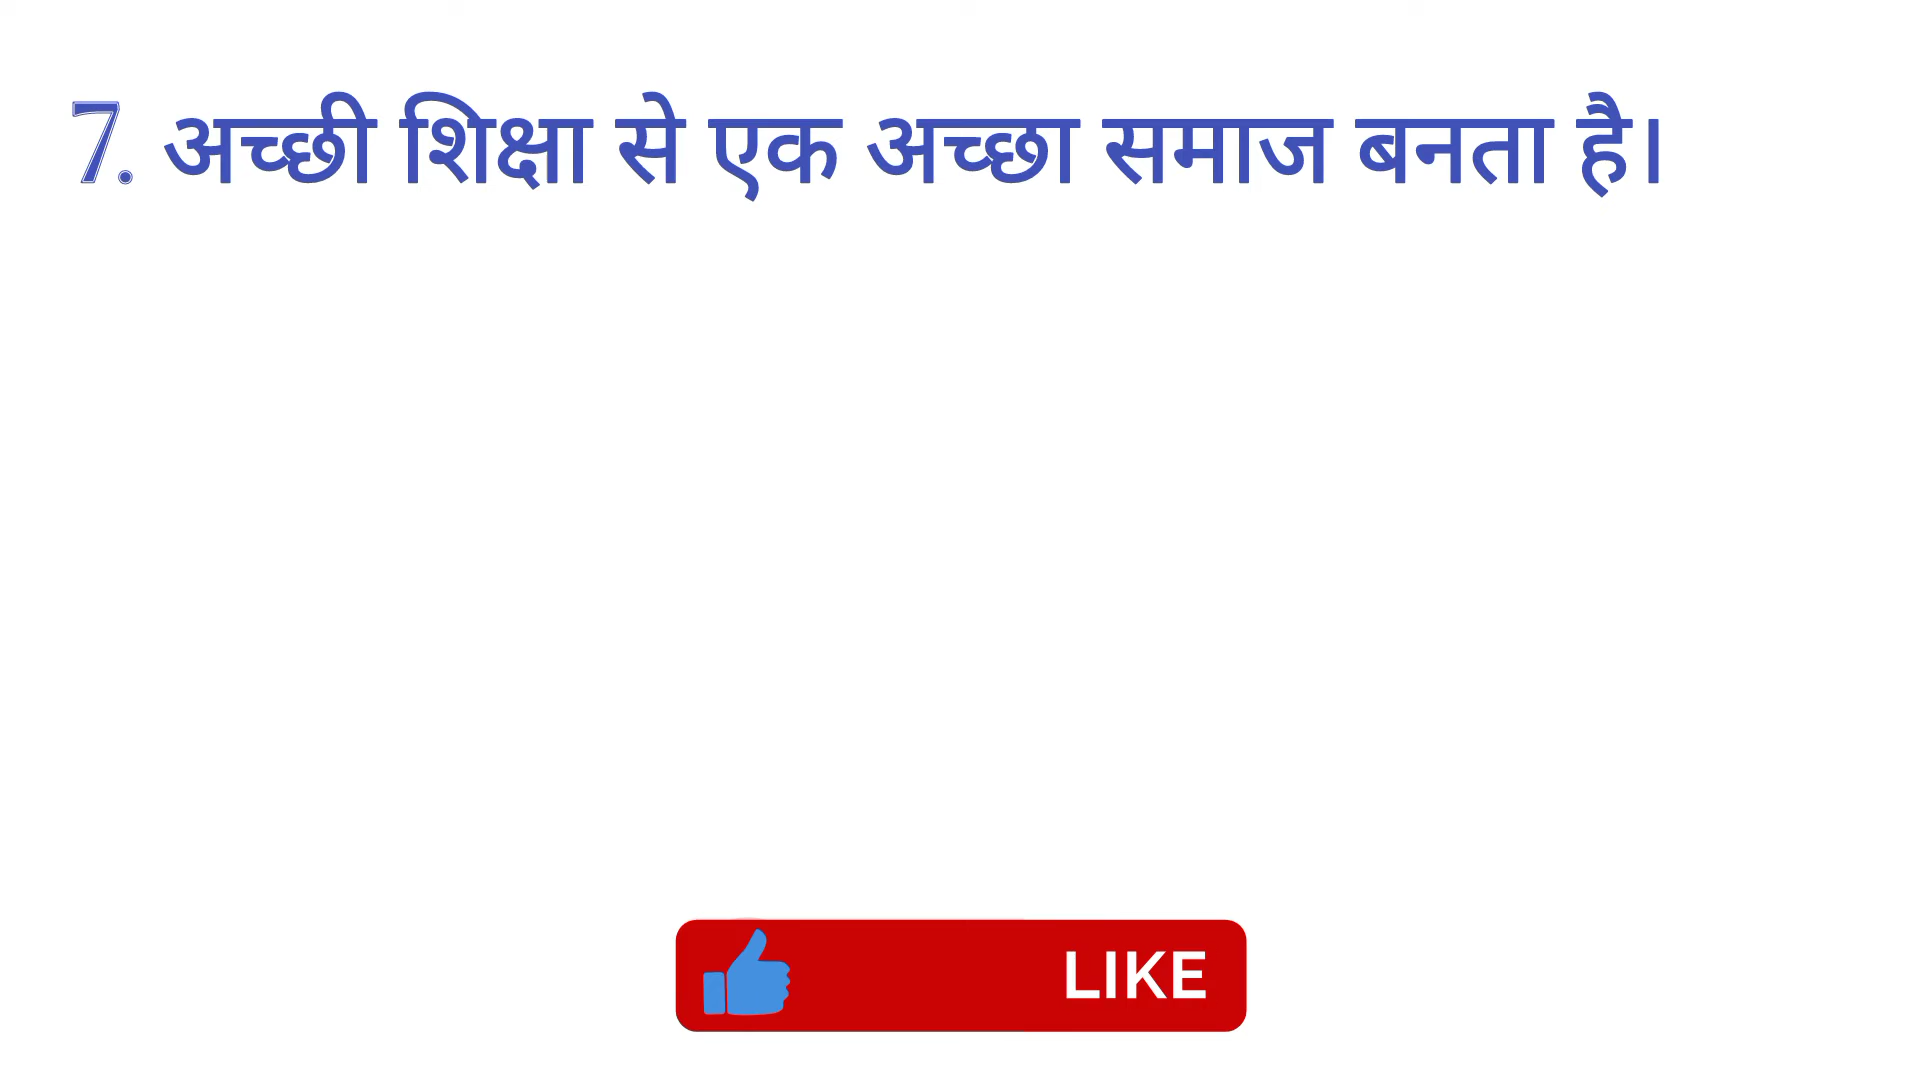 7. अच्छी शिक्षा से एक अच्छा समाज बनता है।
LIKE